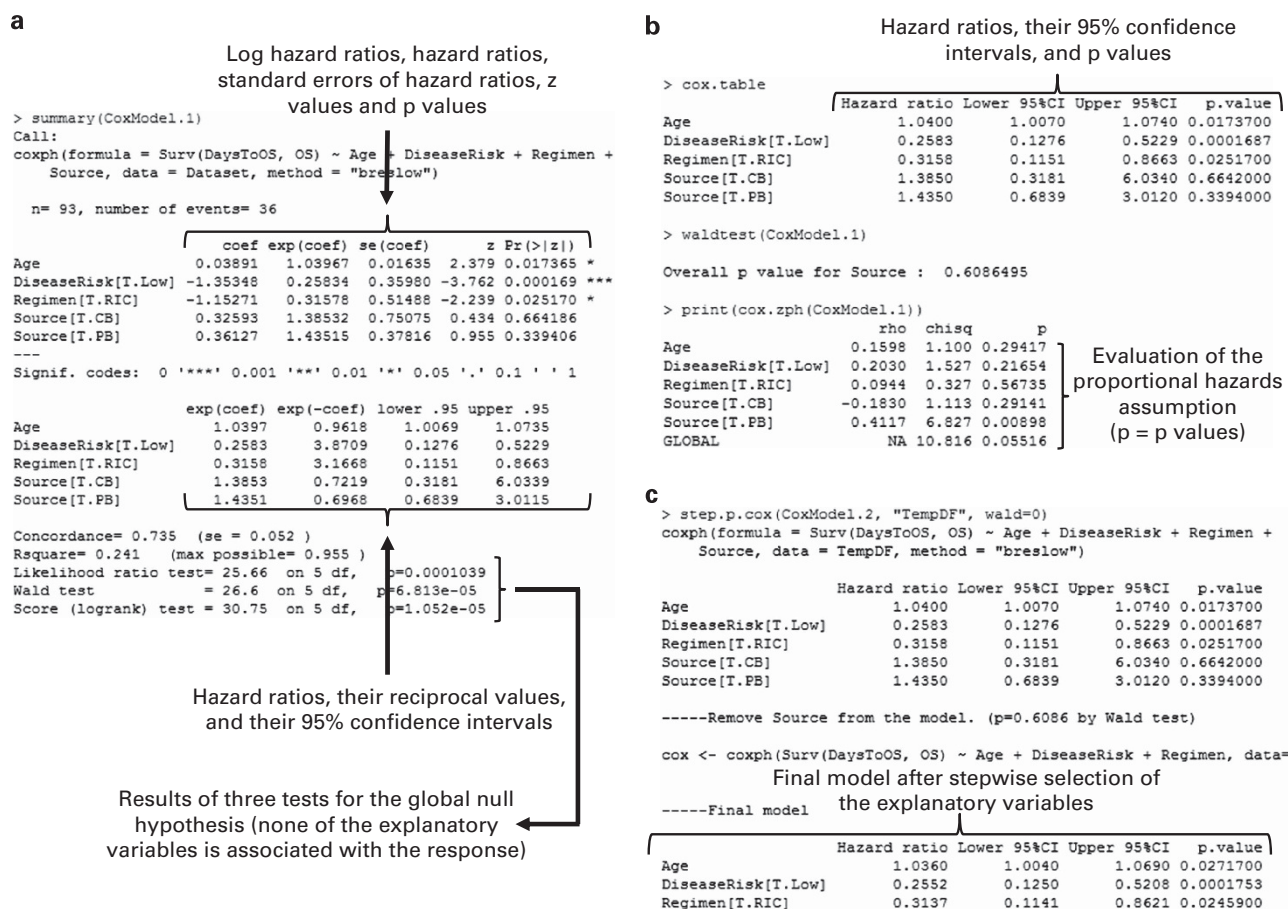 a
Log hazard ratios, hazard ratios,
standard errors of hazard ratios, z
values and p values
> summary(CoxModel.1)
Call:
coxph(formula = Surv(DaysToOS, OS) ~ Age + DiseaseRisk + Regimen +
Source, data = Dataset, method = "breslow")
n= 93, number of events= 36
coef exp(coef) se(coef) z Pr(>|z|)
Age 0.03891 1.03967 0.01635 2.379 0.017365 *
DiseaseRisk[T.Low] -1.35348 0.25834 0.35980 -3.762 0.000169 ***
Regimen[T.RIC] -1.15271 0.31578 0.51488 -2.239 0.025170 *
Source[T.CB] 0.32593 1.38532 0.75075 0.434 0.664186
Source[T.PB] 0.36127 1.43515 0.37816 0.955 0.339406
---
Signif. codes: 0 '***' 0.001 '**' 0.01 '*' 0.05 '.' 0.1 ' ' 1
exp(coef) exp(-coef) lower .95 upper .95
Age 1.0397 0.9618 1.0069 1.0735
DiseaseRisk[T.Low] 0.2583 3.8709 0.1276 0.5229
Regimen[T.RIC] 0.3158 3.1668 0.1151 0.8663
Source[T.CB] 1.3853 0.7219 0.3181 6.0339
Source[T.PB] 1.4351 0.6968 0.6839 3.0115
Concordance= 0.735 (se = 0.052 )
Rsquare= 0.241 (max possible= 0.955 )
Likelihood ratio test= 25.66 on 5 df, p=0.0001039
Wald test = 26.6 on 5 df, p=6.813e-05
Score (logrank) test = 30.75 on 5 df, p=1.052e-05
Hazard ratios, their reciprocal values,
and their 95% confidence intervals
Results of three tests for the global null
hypothesis (none of the explanatory
variables is associated with the response)
b
Hazard ratios, their 95% confidence
intervals, and p values
> cox.table
Hazard ratio Lower 95%CI Upper 95%CI p.value
Age 1.0400 1.0070 1.0740 0.0173700
DiseaseRisk[T.Low] 0.2583 0.1276 0.5229 0.0001687
Regimen[T.RIC] 0.3158 0.1151 0.8663 0.0251700
Source[T.CB] 1.3850 0.3181 6.0340 0.6642000
Source[T.PB] 1.4350 0.6839 3.0120 0.3394000
> waldtest(CoxModel.1)
Overall p value for Source : 0.6086495
> print(cox.zph(CoxModel.1))
rho chisq p
Age 0.1598 1.100 0.29417
DiseaseRisk[T.Low] 0.2030 1.527 0.21654
Regimen[T.RIC] 0.0944 0.327 0.56735
Source[T.CB] -0.1830 1.113 0.29141
Source[T.PB] 0.4117 6.827 0.00898
GLOBAL NA 10.816 0.05516
Evaluation of the
proportional hazards
assumption
(p = p values)
c
> step.p.cox(CoxModel.2, "TempDF", wald=0)
coxph(formula = Surv(DaysToOS, OS) ~ Age + DiseaseRisk + Regimen +
Source, data = TempDF, method = "breslow")
Hazard ratio Lower 95%CI Upper 95%CI p.value
Age 1.0400 1.0070 1.0740 0.0173700
DiseaseRisk[T.Low] 0.2583 0.1276 0.5229 0.0001687
Regimen[T.RIC] 0.3158 0.1151 0.8663 0.0251700
Source[T.CB] 1.3850 0.3181 6.0340 0.6642000
Source[T.PB] 1.4350 0.6839 3.0120 0.3394000
-----Remove Source from the model. (p=0.6086 by Wald test)
cox <- coxph(Surv(DaysToOS, OS) ~ Age + DiseaseRisk + Regimen, data=
Final model after stepwise selection of
the explanatory variables
-----Final model
Hazard ratio Lower 95%CI Upper 95%CI p.value
Age 1.0360 1.0040 1.0690 0.0271700
DiseaseRisk[T.Low] 0.2552 0.1250 0.5208 0.0001753
Regimen[T.RIC] 0.3137 0.1141 0.8621 0.0245900